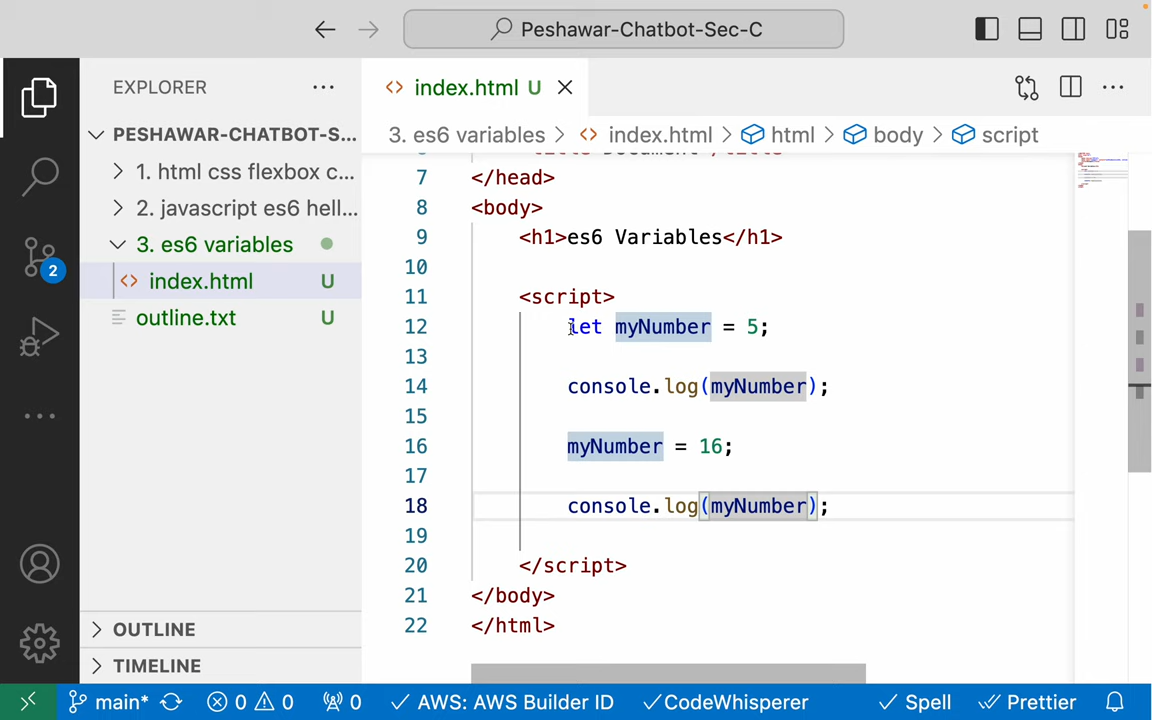 Peshawar-Chatbot-Sec-C
EXPLORER
PESHAWAR-CHATBOT-S...
1. html css flexbox c...
2. javascript es6 hell...
3. es6 variables
index.html U
outline.txt U
OUTLINE
TIMELINE
index.html U
3. es6 variables > index.html > html > body > script
7 </head>
8 <body>
9 <h1>es6 Variables</h1>
10
11 <script>
12 let myNumber = 5;
13
14 console.log(myNumber);
15
16 myNumber = 16;
17
18 console.log(myNumber);
19
20 </script>
21 </body>
22 </html>
2
main* 0 0 0 AWS: AWS Builder ID CodeWhisperer Spell Prettier